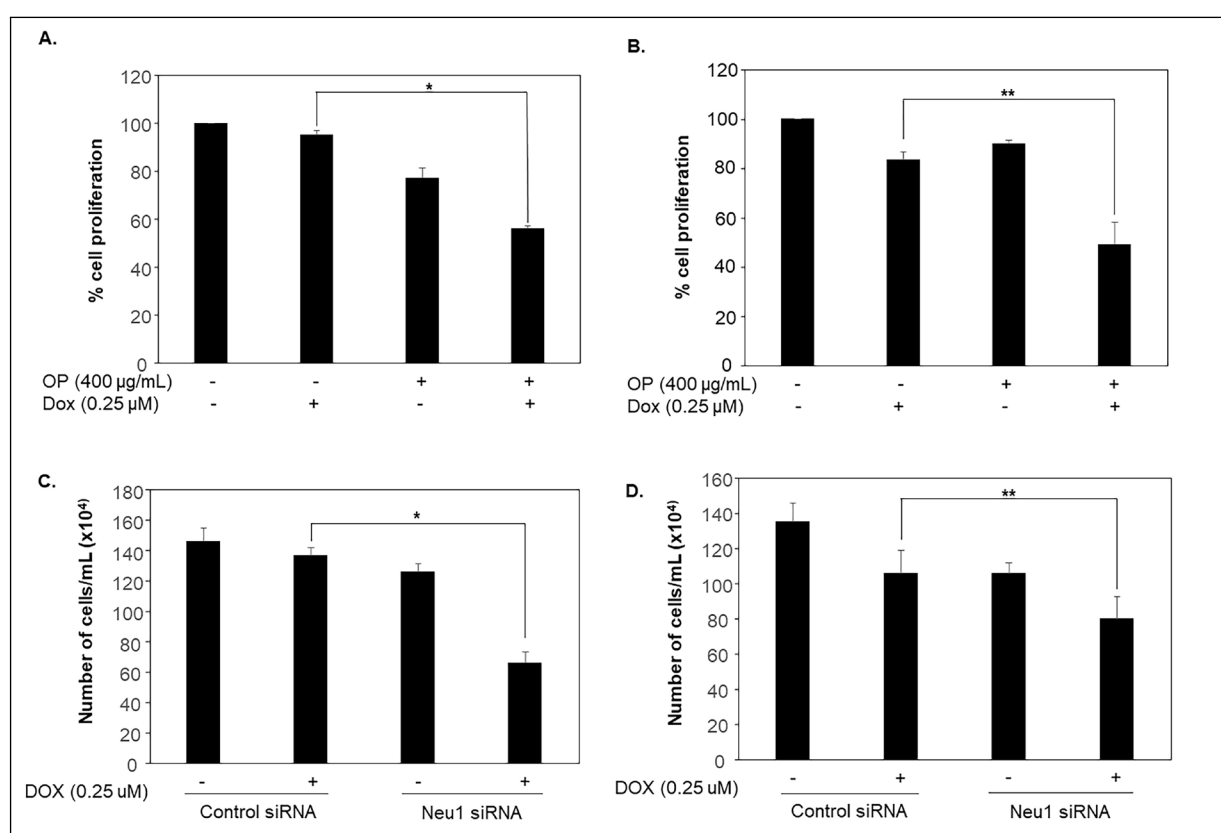 A.
120
100
80
60
40
20
0
% cell proliferation
*
OP (400 µg/mL) - - + +
Dox (0.25 µM) - + - +
B.
120
100
80
60
40
20
0
% cell proliferation
**
OP (400 µg/mL) - - + +
Dox (0.25 µM) - + - +
C.
180
160
140
120
100
80
60
40
20
0
Number of cells/mL (x10⁴)
*
DOX (0.25 uM) - + - +
Control siRNA Neu1 siRNA
D.
160
140
120
100
80
60
40
20
0
Number of cells/mL (x10⁴)
**
DOX (0.25 uM) - + - +
Control siRNA Neu1 siRNA